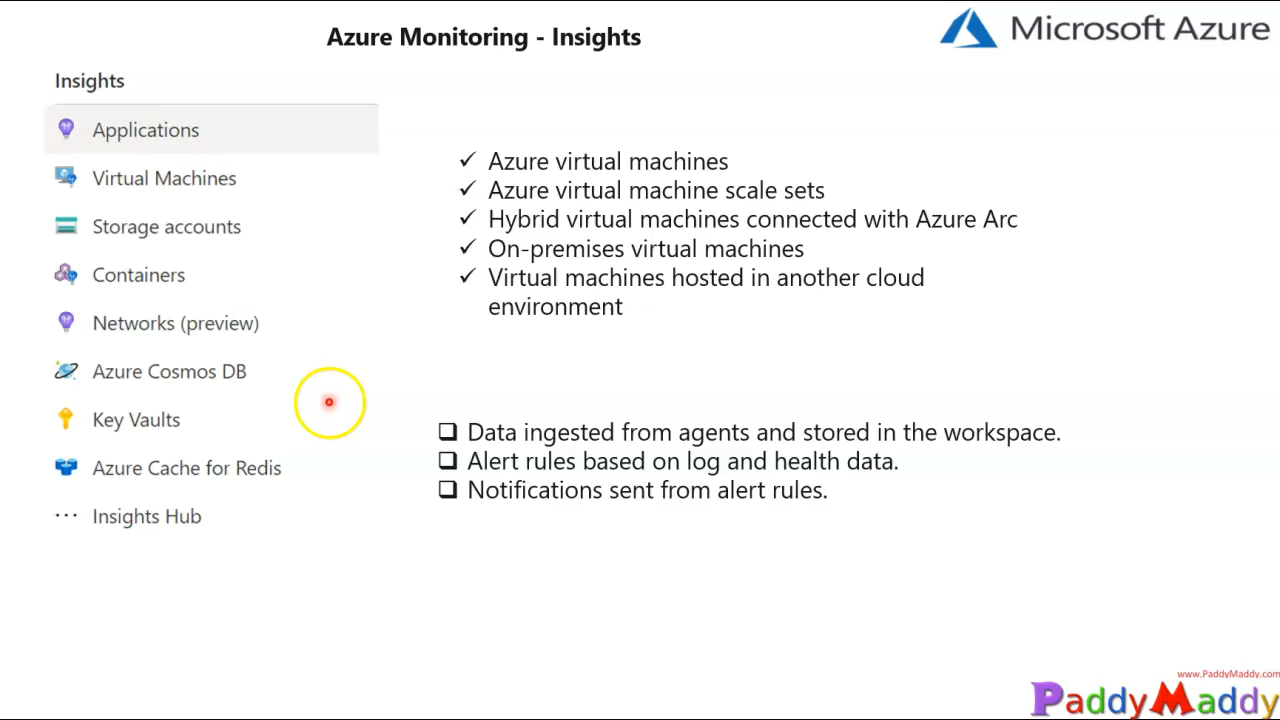 Azure Monitoring - Insights
Microsoft Azure
Insights
Applications
Virtual Machines
Storage accounts
Containers
Networks (preview)
Azure Cosmos DB
Key Vaults
Azure Cache for Redis
Insights Hub
Azure virtual machines
Azure virtual machine scale sets
Hybrid virtual machines connected with Azure Arc
On-premises virtual machines
Virtual machines hosted in another cloud
environment
Data ingested from agents and stored in the workspace.
Alert rules based on log and health data.
Notifications sent from alert rules.
www.PaddyMaddy.com
PaddyMaddy